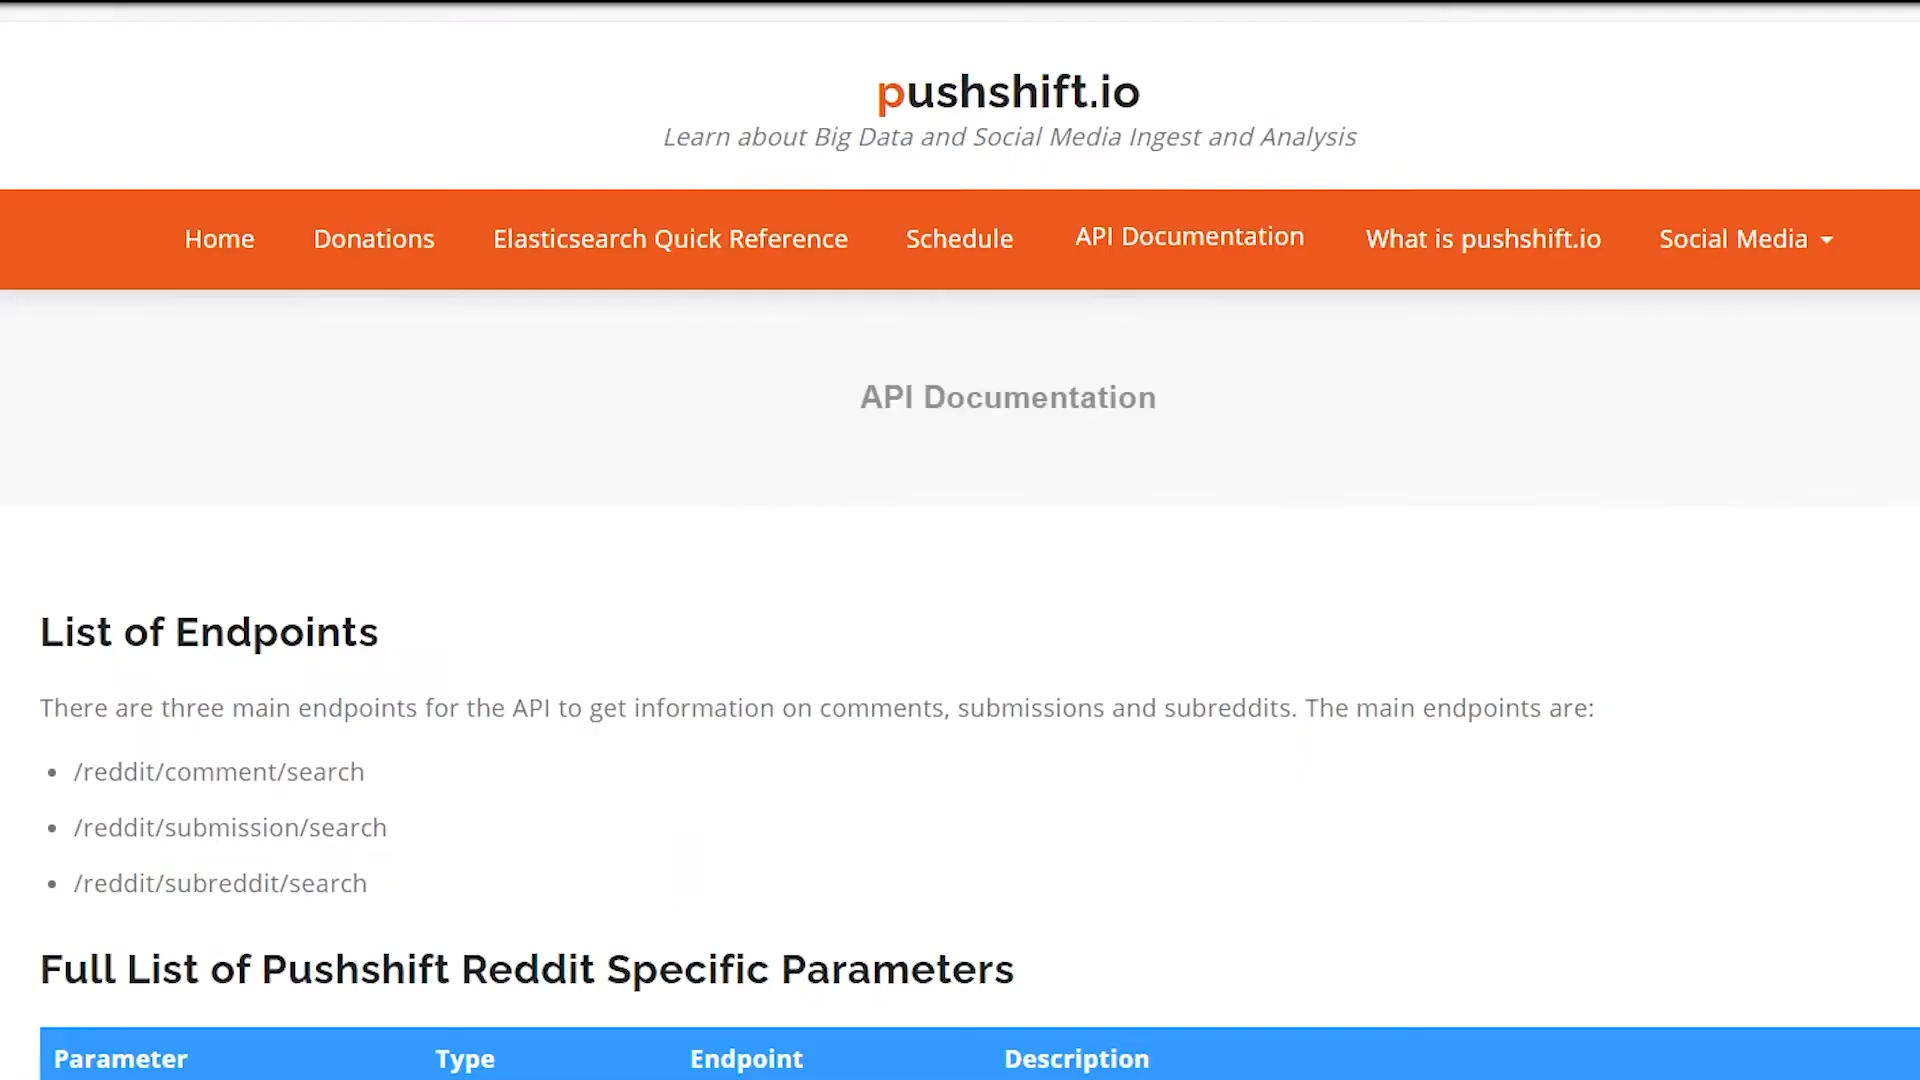 pushshift.io
Learn about Big Data and Social Media Ingest and Analysis
Home Donations Elasticsearch Quick Reference Schedule API Documentation What is pushshift.io Social Media
API Documentation
List of Endpoints
There are three main endpoints for the API to get information on comments, submissions and subreddits. The main endpoints are:
• /reddit/comment/search
• /reddit/submission/search
• /reddit/subreddit/search
Full List of Pushshift Reddit Specific Parameters
Parameter Type Endpoint Description